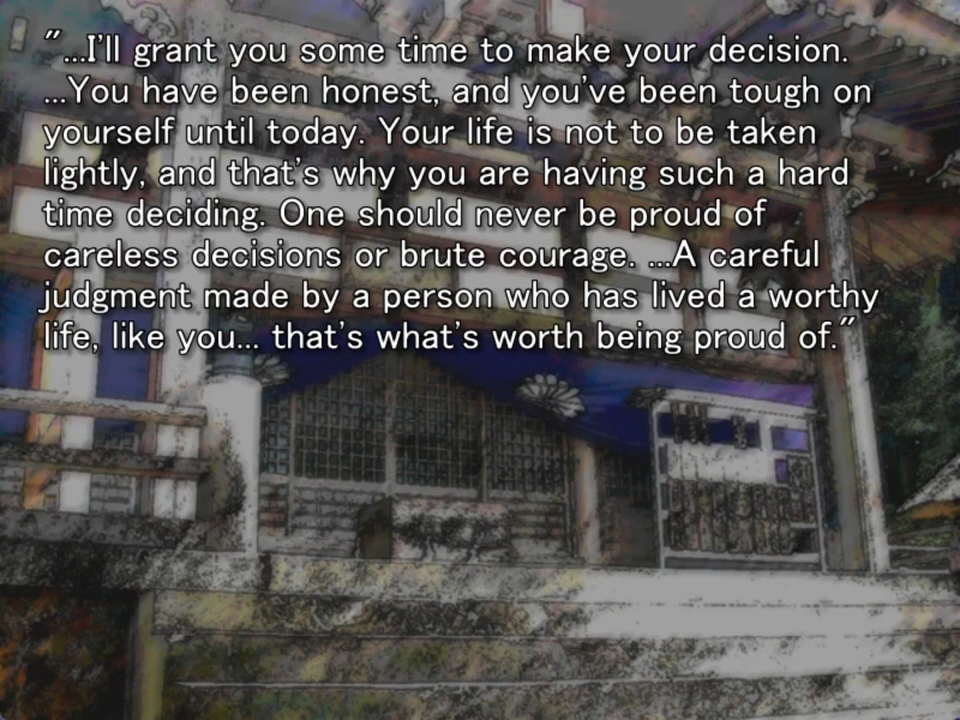 "...I'll grant you some time to make your decision.
...You have been honest, and you've been tough on
yourself until today. Your life is not to be taken
lightly, and that's why you are having such a hard
time deciding. One should never be proud of
careless decisions or brute courage. ...A careful
judgment made by a person who has lived a worthy
life, like you... that's what's worth being proud of."